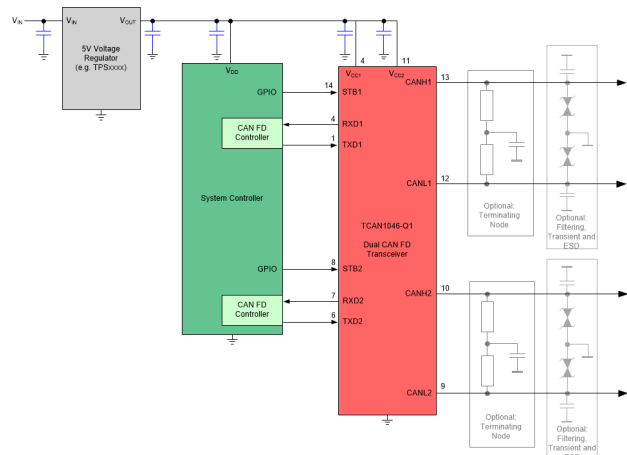 VIN
VIN
VOUT
5V Voltage
Regulator
(e.g. TPSxxxx)
VDD
4
11
VCC1
VCC2
GPIO
14
STB1
CANH1
13
CAN FD
Controller
4
RXD1
1
TXD1
12
CANL1
System Controller
TCAN1046-Q1
Dual CAN FD
Transceiver
Optional:
Terminating
Node
Optional:
Filtering,
Transient and
ESD
GPIO
8
STB2
CAN FD
Controller
7
RXD2
6
TXD2
CANH2
10
CANL2
9
Optional:
Terminating
Node
Optional:
Filtering,
Transient and